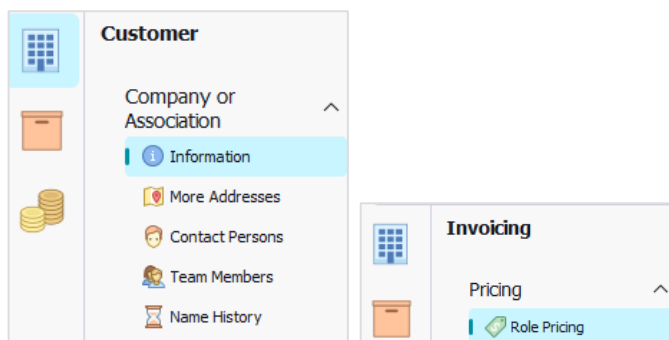 Customer
Company or
Association
Information
More Addresses
Contact Persons
Team Members
Name History
Invoicing
Pricing
Role Pricing